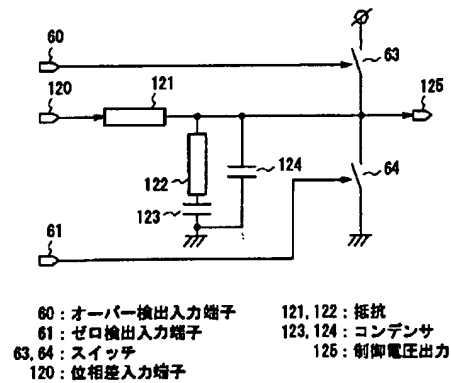 60
63
120
121
125
122
124
64
123
61
60:オーバー検出入力端子
61:ゼロ検出入力端子
63,64:スイッチ
120:位相差入力端子
121,122:抵抗
123,124:コンデンサ
125:制御電圧出力